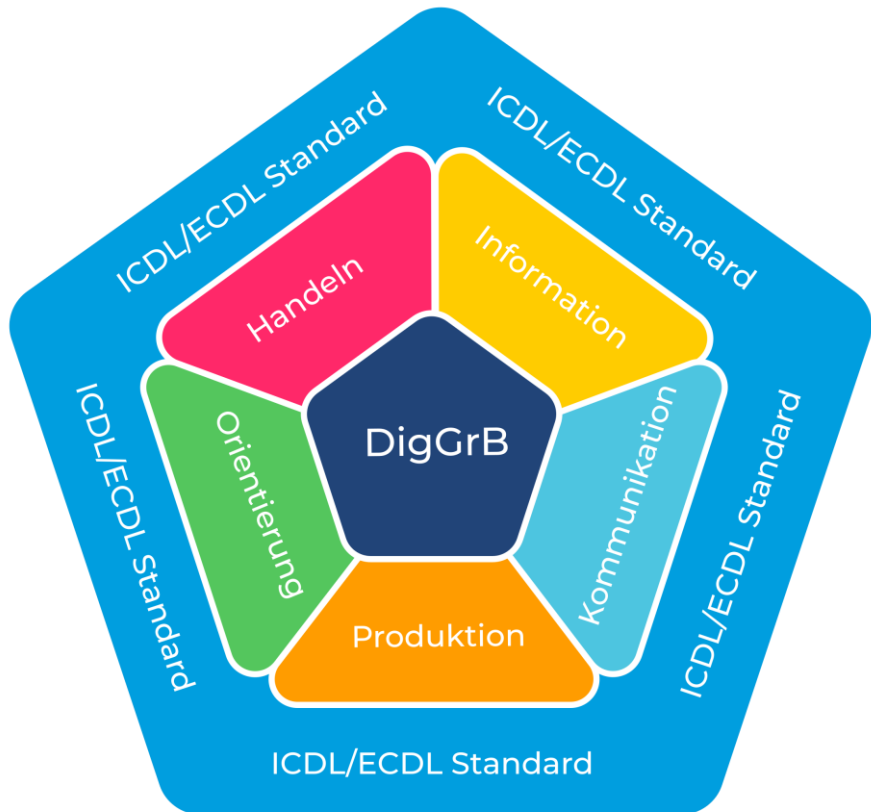 ICDL/ECDL Standard
ICDL/ECDL Standard
Handeln
Information
DigGrB
Orientierung
Kommunikation
Produktion
ICDL/ECDL Standard
ICDL/ECDL Standard
ICDL/ECDL Standard